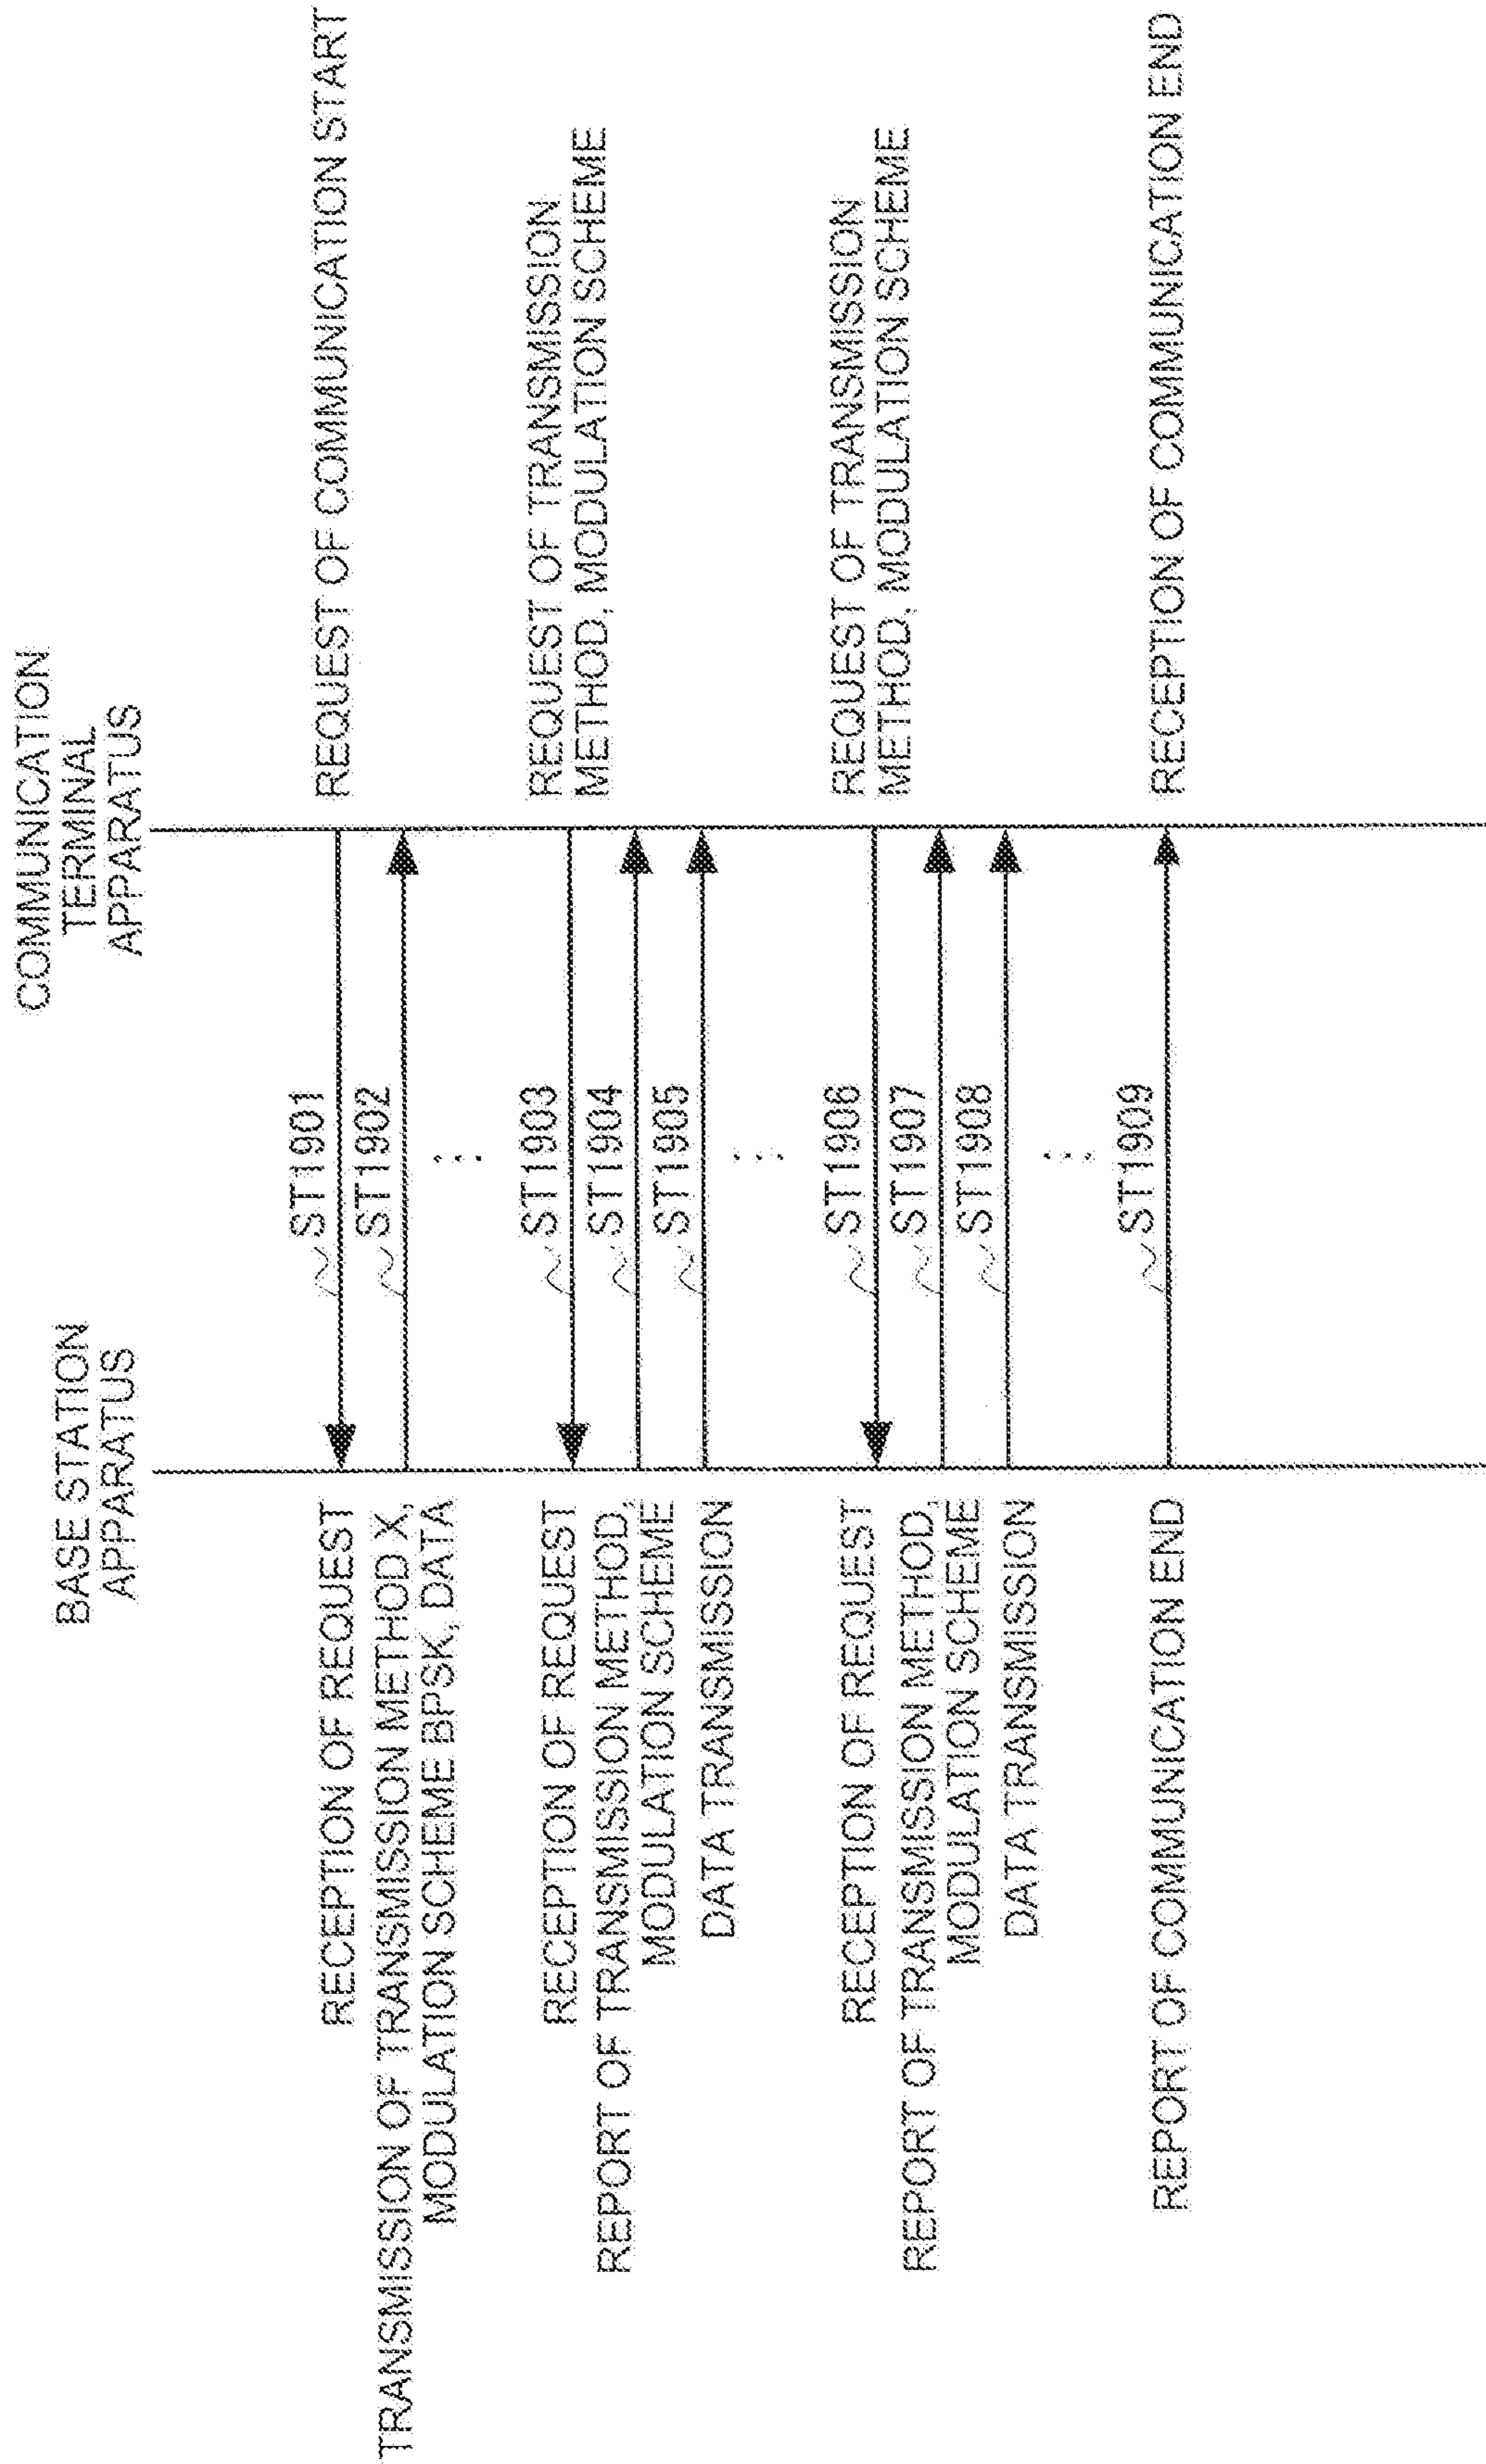 BASE STATION
APPARATUS
COMMUNICATION
TERMINAL
APPARATUS
RECEPTION OF REQUEST
ST1901
REQUEST OF COMMUNICATION START
TRANSMISSION OF TRANSMISSION METHOD X,
MODULATION SCHEME BPSK, DATA
ST1902
...
RECEPTION OF REQUEST
ST1903
REQUEST OF TRANSMISSION
METHOD, MODULATION SCHEME
REPORT OF TRANSMISSION METHOD,
MODULATION SCHEME
ST1904
DATA TRANSMISSION
ST1905
...
RECEPTION OF REQUEST
ST1906
REQUEST OF TRANSMISSION
METHOD, MODULATION SCHEME
REPORT OF TRANSMISSION METHOD,
MODULATION SCHEME
ST1907
DATA TRANSMISSION
ST1908
...
REPORT OF COMMUNICATION END
ST1909
RECEPTION OF COMMUNICATION END